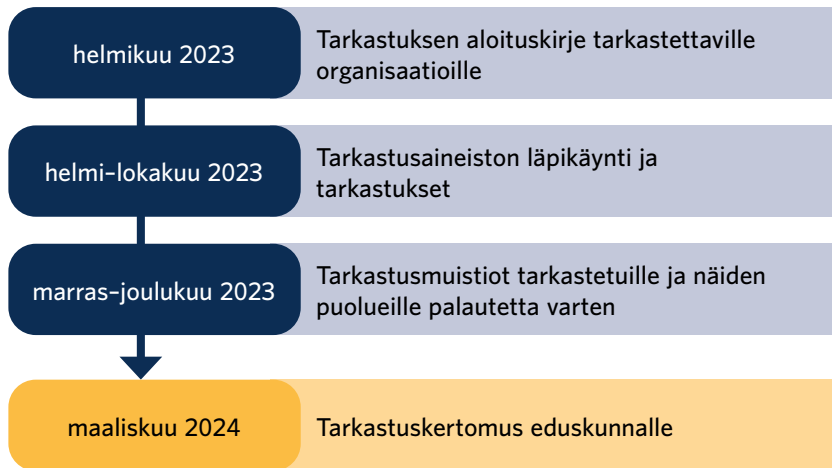 helmikuu 2023
Tarkastuksen aloituskirje tarkastettaville
organisaatioille
helmi–lokakuu 2023
Tarkastusaineiston läpikäynti ja
tarkastukset
marras–joulukuu 2023
Tarkastusmuistiot tarkastetuille ja näiden
puolueille palautetta varten
maaliskuu 2024
Tarkastuskertomus eduskunnalle